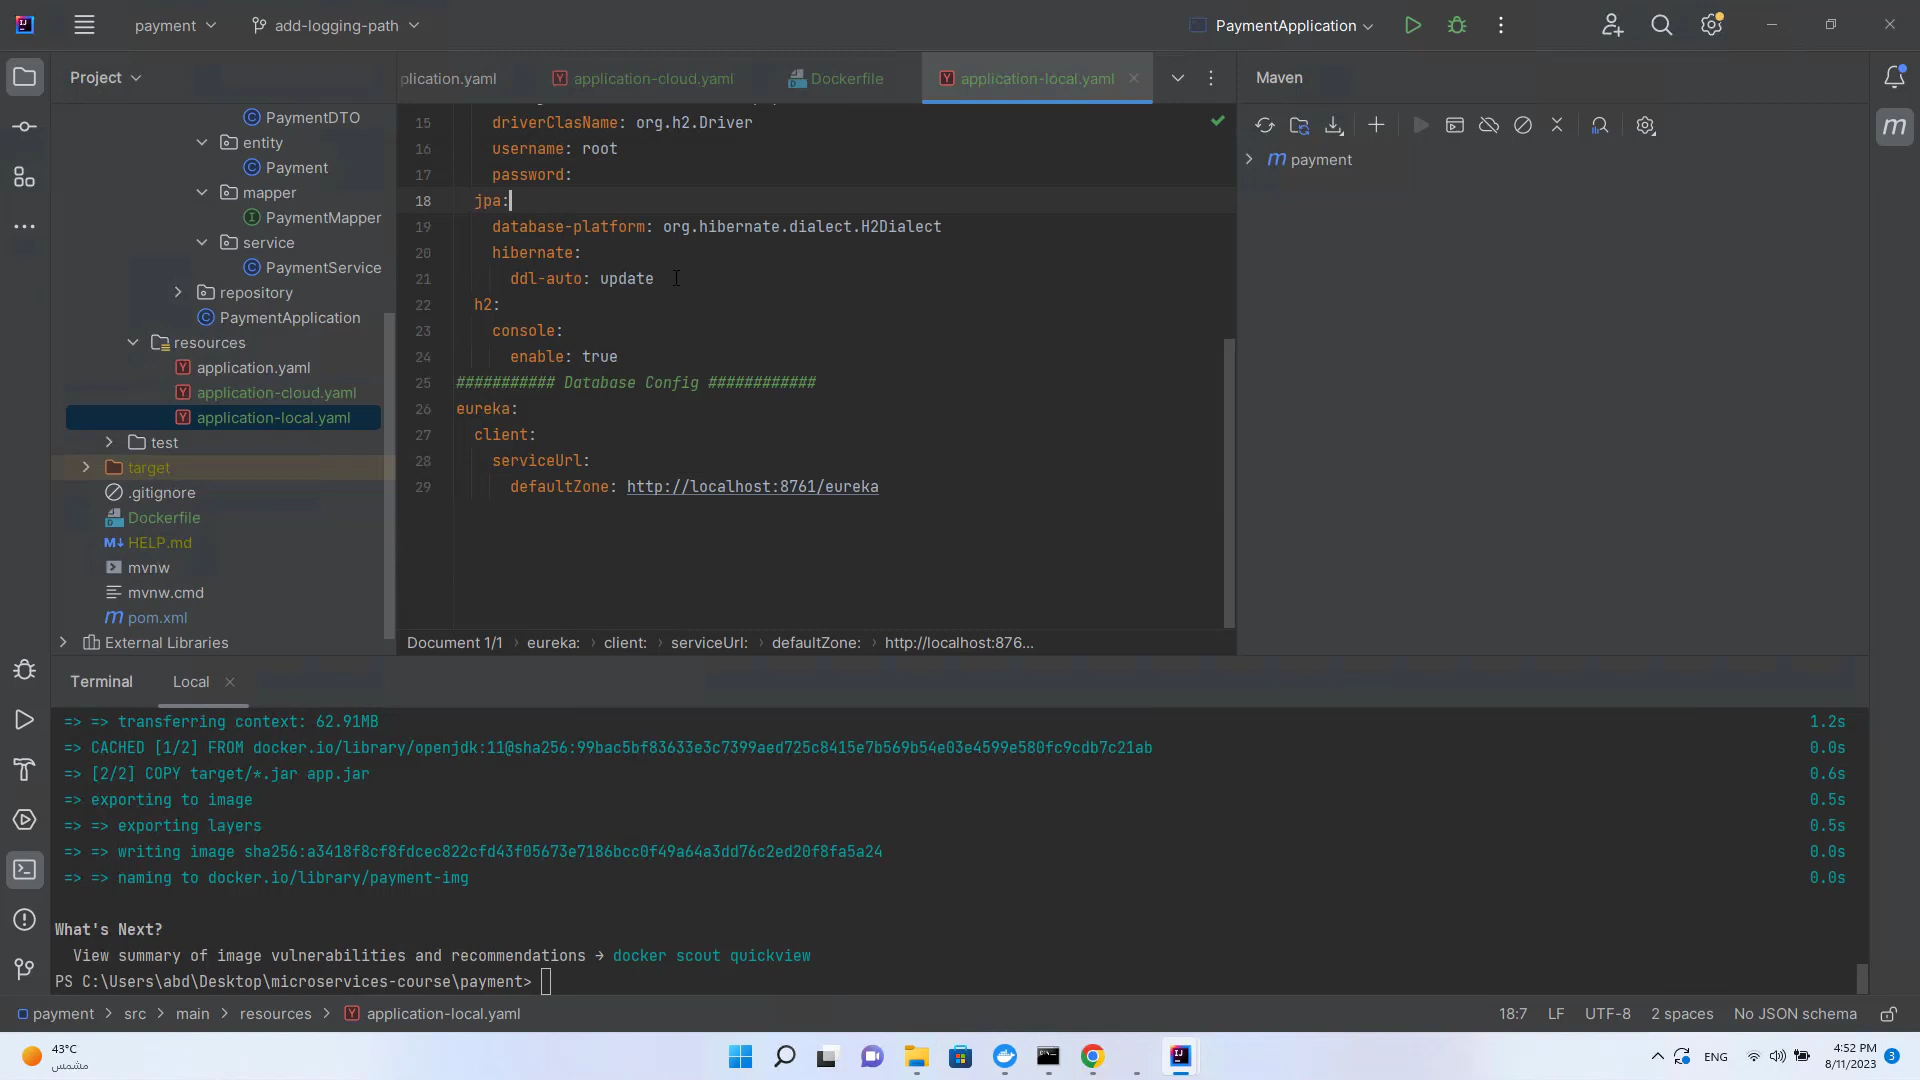 payment
add-logging-path
PaymentApplication
Project
plication.yaml
application-cloud.yaml
Dockerfile
application-local.yaml
Maven
PaymentDTO
entity
Payment
mapper
PaymentMapper
service
PaymentService
repository
PaymentApplication
resources
application.yaml
application-cloud.yaml
application-local.yaml
test
target
.gitignore
Dockerfile
HELP.md
mvnw
mvnw.cmd
pom.xml
External Libraries
15 driverClasName: org.h2.Driver
16 username: root
17 password:
18 jpa:
19 database-platform: org.hibernate.dialect.H2Dialect
20 hibernate:
21 ddl-auto: update
22 h2:
23 console:
24 enable: true
25 ########### Database Config ############
26 eureka:
27 client:
28 serviceUrl:
29 defaultZone: http://localhost:8761/eureka
Document 1/1 › eureka: › client: › serviceUrl: › defaultZone: › http://localhost:876...
payment
Terminal Local
=> => transferring context: 62.91MB 1.2s
=> CACHED [1/2] FROM docker.io/library/openjdk:11@sha256:99bac5bf83633e3c7399aed725c8415e7b569b54e03e4599e580fc9cdb7c21ab 0.0s
=> [2/2] COPY target/*.jar app.jar 0.6s
=> exporting to image 0.5s
=> => exporting layers 0.5s
=> => writing image sha256:a3418f8cf8fdcec822cfd43f05673e7186bcc0f49a64a3dd76c2ed20f8fa5a24 0.0s
=> => naming to docker.io/library/payment-img 0.0s
What's Next?
View summary of image vulnerabilities and recommendations → docker scout quickview
PS C:\Users\abd\Desktop\microservices-course\payment>
payment › src › main › resources › application-local.yaml
18:7 LF UTF-8 2 spaces No JSON schema
43°C
مشمس
ENG
4:52 PM
8/11/2023
3